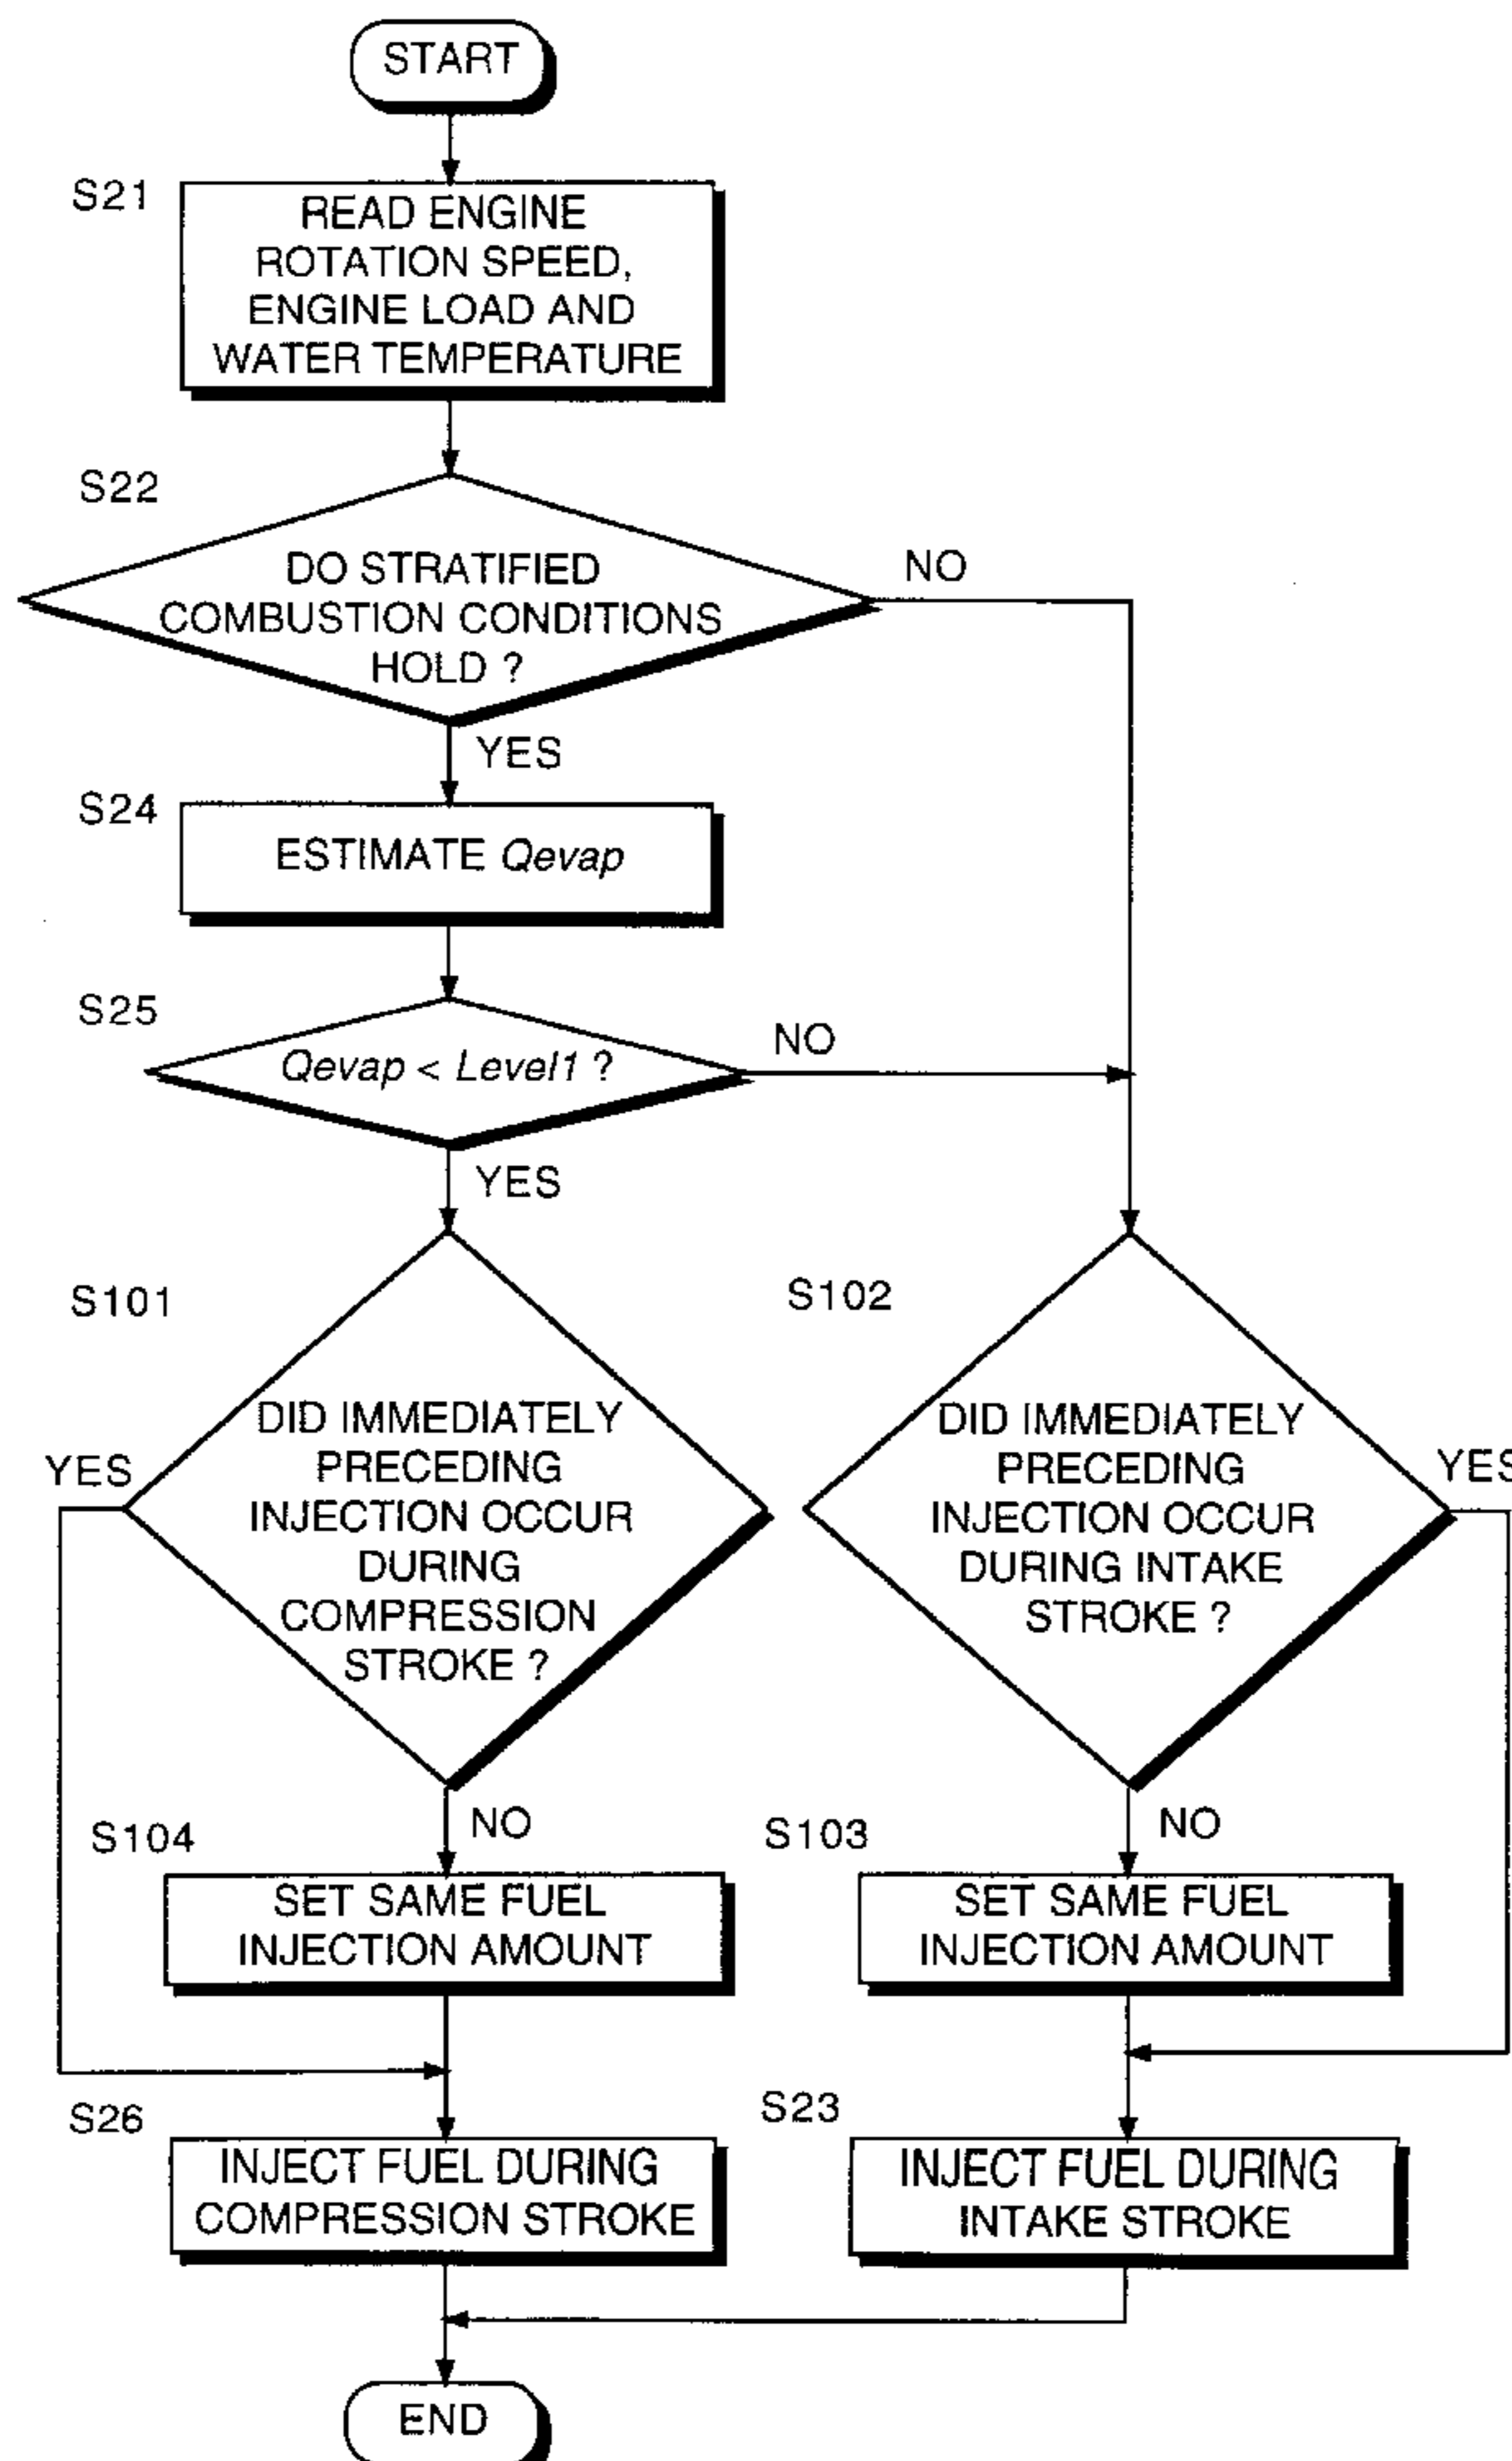 START
S21
READ ENGINE
ROTATION SPEED,
ENGINE LOAD AND
WATER TEMPERATURE
S22
DO STRATIFIED
COMBUSTION CONDITIONS
HOLD ?
NO
YES
S24
ESTIMATE Qevap
S25
Qevap < Level1 ?
NO
YES
S101
DID IMMEDIATELY
PRECEDING
INJECTION OCCUR
DURING
COMPRESSION
STROKE ?
YES
NO
S102
DID IMMEDIATELY
PRECEDING
INJECTION OCCUR
DURING INTAKE
STROKE ?
YES
NO
S104
SET SAME FUEL
INJECTION AMOUNT
S103
SET SAME FUEL
INJECTION AMOUNT
S26
INJECT FUEL DURING
COMPRESSION STROKE
S23
INJECT FUEL DURING
INTAKE STROKE
END